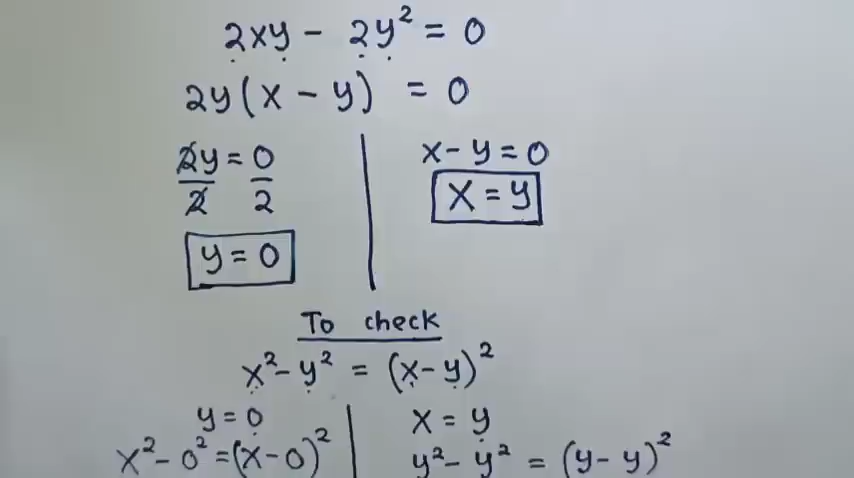 2xy - 2y² = 0
2y(x - y) = 0
2y/2 = 0/2
y = 0
x - y = 0
x = y
To check
x² - y² = (x - y)²
y = 0
x² - 0² = (x - 0)²
x = y
y² - y² = (y - y)²